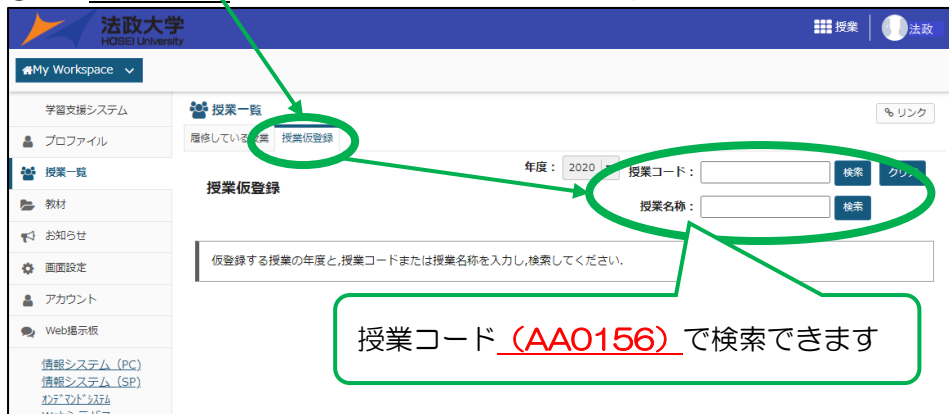 法政大学
HOSEI University
授業
法政
My Workspace
学習支援システム
プロファイル
授業一覧
教材
お知らせ
画面設定
アカウント
Web掲示板
情報システム（PC）
情報システム（SP）
ｵﾝﾃﾞﾏﾝﾄﾞｼｽﾃﾑ
授業一覧
リンク
履修している授業 授業仮登録
授業仮登録
年度： 2020 授業コード： 検索 クリア
授業名称： 検索
仮登録する授業の年度と,授業コードまたは授業名称を入力し,検索してください.
授業コード（AA0156）で検索できます